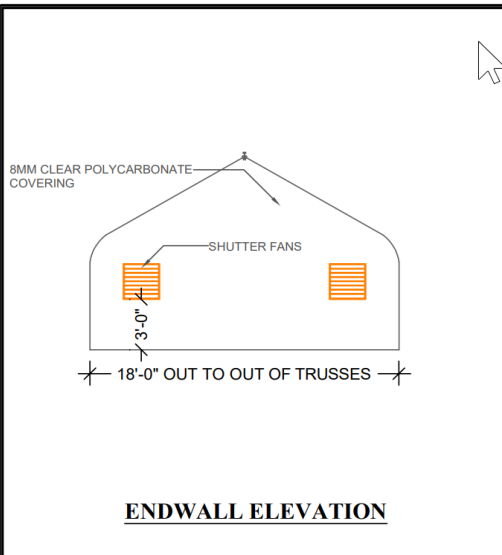 8MM CLEAR POLYCARBONATE
COVERING
SHUTTER FANS
3'-0"
18'-0" OUT TO OUT OF TRUSSES
ENDWALL ELEVATION